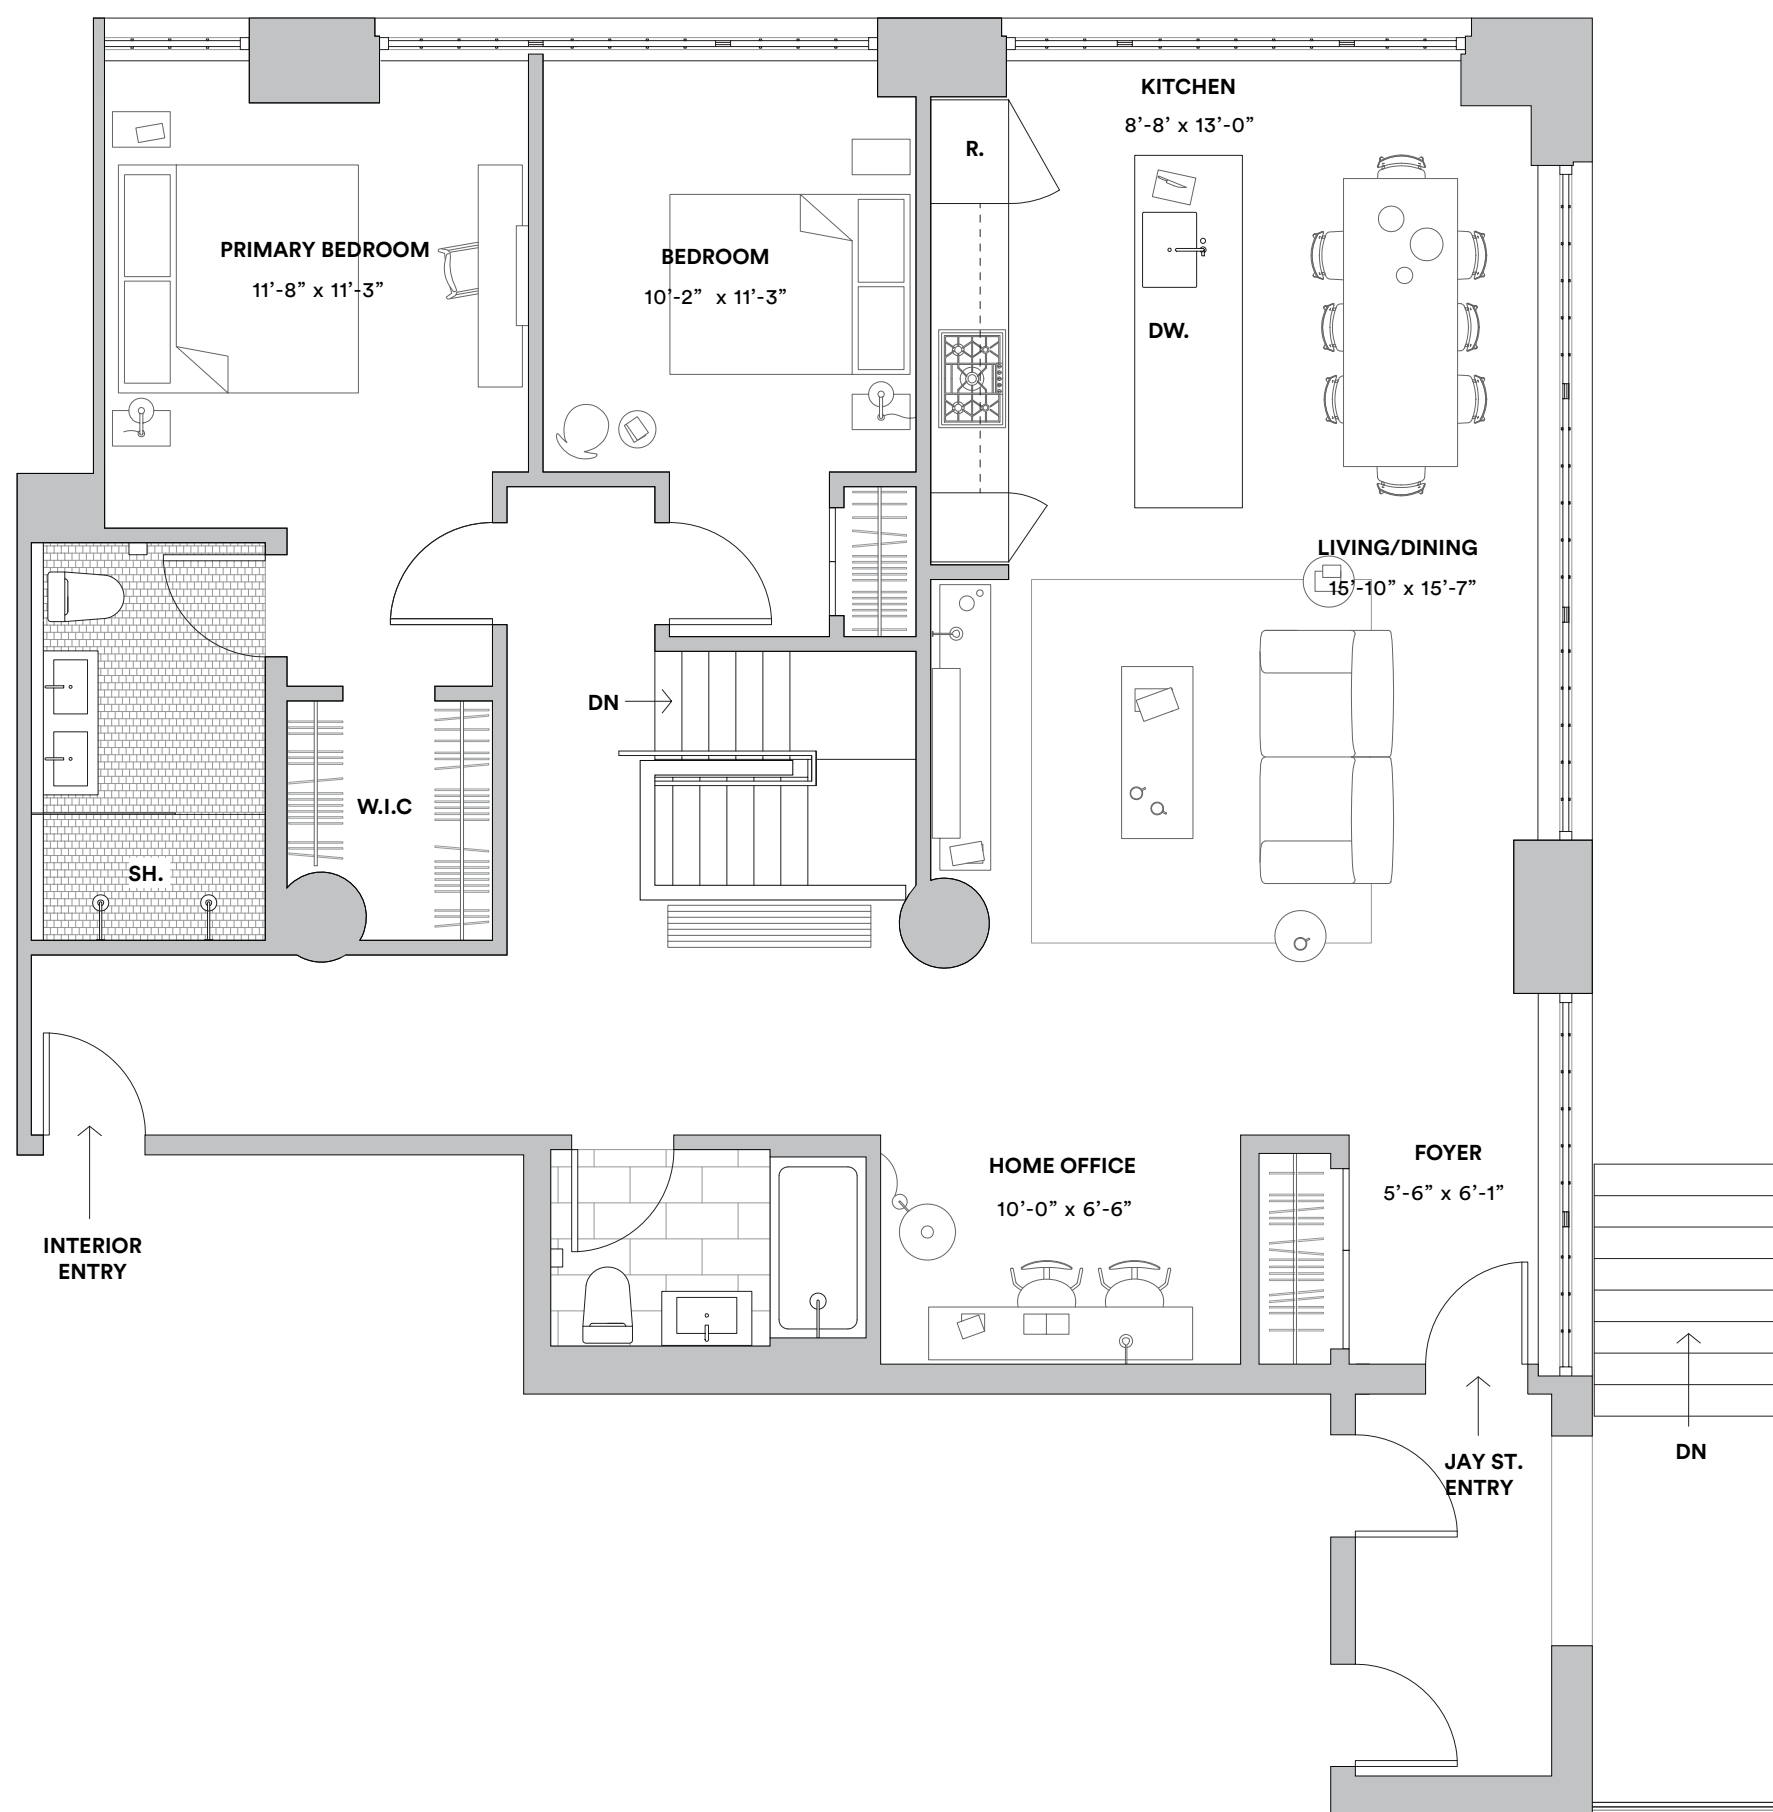 KITCHEN
8’-8’ x 13’-0”
R.
PRIMARY BEDROOM
11’-8” x 11’-3”
BEDROOM
10’-2” x 11’-3”
DW.
LIVING/DINING
15’-10” x 15’-7”
DN
W.I.C
SH.
HOME OFFICE
10’-0” x 6’-6”
FOYER
5’-6” x 6’-1”
INTERIOR
ENTRY
JAY ST.
ENTRY
DN